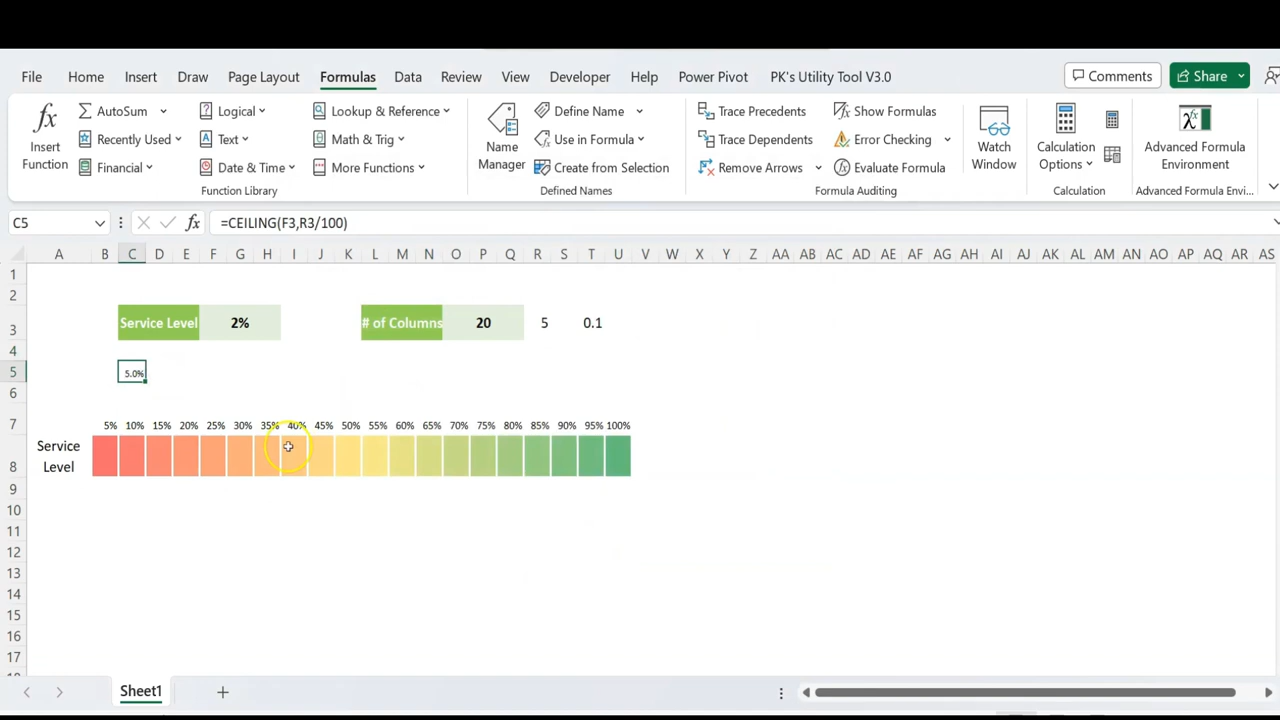 File Home Insert Draw Page Layout Formulas Data Review View Developer Help Power Pivot PK's Utility Tool V3.0 Comments Share
fx Insert Function
AutoSum
Recently Used
Financial
Logical
Text
Date & Time
Lookup & Reference
Math & Trig
More Functions
Function Library
Name Manager
Define Name
Use in Formula
Create from Selection
Defined Names
Trace Precedents
Trace Dependents
Remove Arrows
Show Formulas
Error Checking
Evaluate Formula
Formula Auditing
Watch Window
Calculation Options
Calculation
Advanced Formula Environment
Advanced Formula Envi...
C5 fx =CEILING(F3,R3/100)
A B C D E F G H I J K L M N O P Q R S T U V W X Y Z AA AB AC AD AE AF AG AH AI AJ AK AL AM AN AO AP AQ AR AS
1
2
3 Service Level 2% # of Columns 20 5 0.1
4
5 5.0%
6
7 5% 10% 15% 20% 25% 30% 35% 40% 45% 50% 55% 60% 65% 70% 75% 80% 85% 90% 95% 100%
8 Service Level
9
10
11
12
13
14
15
16
17
Sheet1